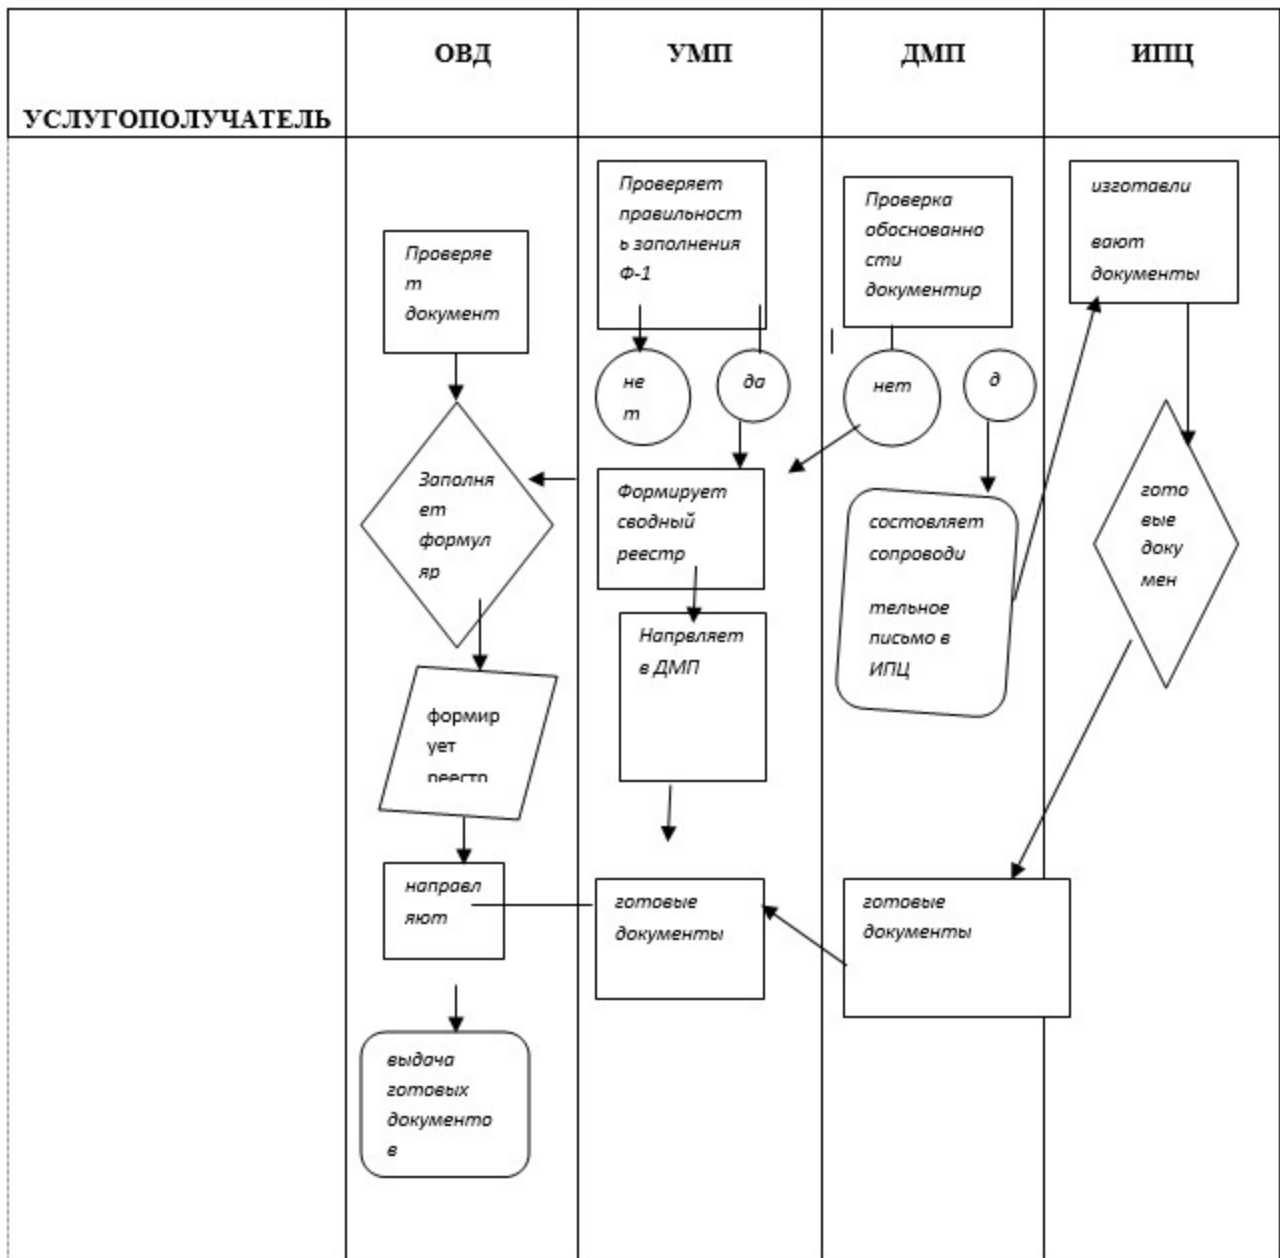 УСЛУГОПОЛУЧАТЕЛЬ
ОВД
УМП
ДМП
ИПЦ
Проверяе
т
документ
Заполня
ет
формул
яр
формир
ует
реестр
направл
яют
выдача
готовых
документо
в
Проверяет
правильност
ь заполнения
Ф-1
не
т
да
Формирует
сводный
реестр
Напрвляет
в ДМП
готовые
документы
Проверка
обоснованно
сти
документир
нет
д
состовляет
сопроводи
тельное
письмо в
ИПЦ
готовые
документы
изготавли
вают
документы
гото
вые
доку
мен